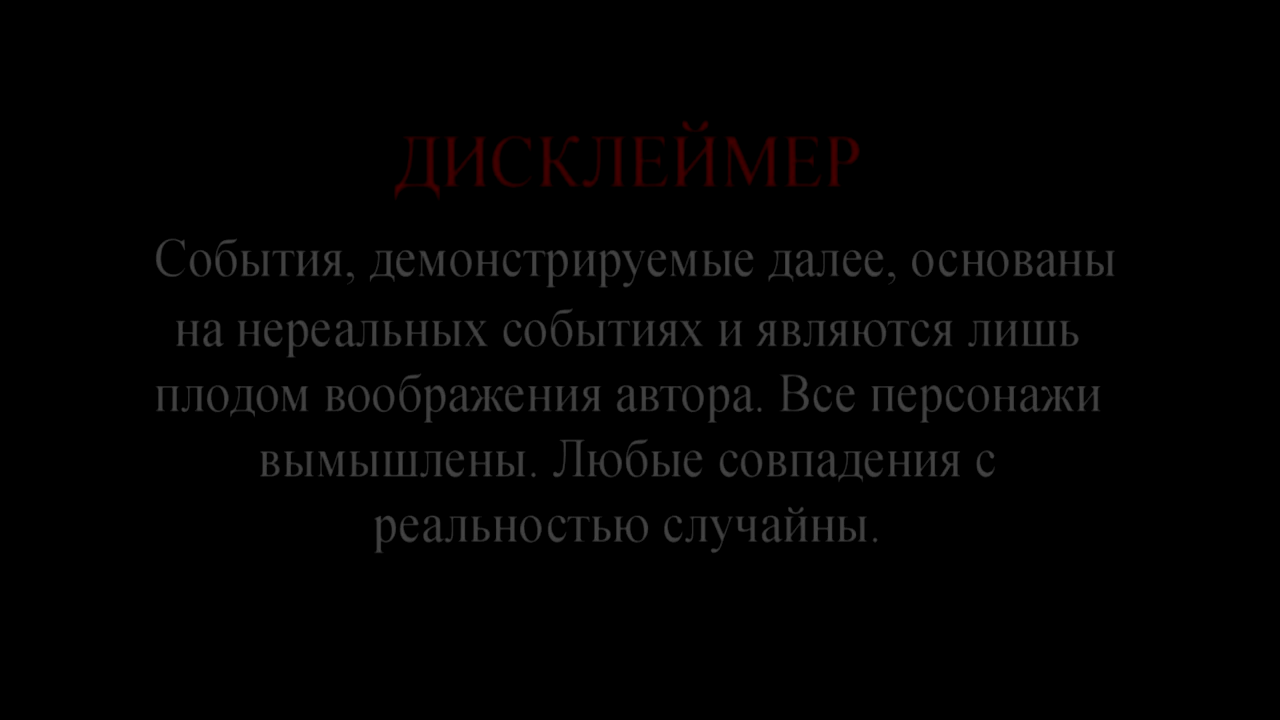 ДИСКЛЕЙМЕР
События, демонстрируемые далее, основаны
на нереальных событиях и являются лишь
плодом воображения автора. Все персонажи
вымышлены. Любые совпадения с
реальностью случайны.